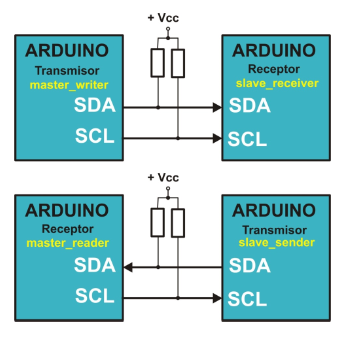 + Vcc
ARDUINO
Transmisor
master_writer
SDA
SCL
ARDUINO
Receptor
slave_receiver
SDA
SCL
+ Vcc
ARDUINO
Receptor
master_reader
SDA
SCL
ARDUINO
Transmisor
slave_sender
SDA
SCL